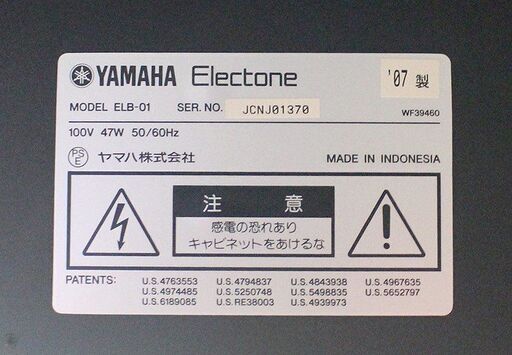 YAMAHA Electone '07 製
MODEL ELB-01 SER. NO. JCNJ01370 WF39460
100V 47W 50/60Hz
PSE ヤマハ株式会社 MADE IN INDONESIA
注意
感電の恐れあり
キャビネットをあけるな
PATENTS: U.S.4763553 U.S.4794837 U.S.4843938 U.S.4967635
U.S.4974485 U.S.5250748 U.S.5498835 U.S.5652797
U.S.6189085 U.S.RE38003 U.S.4939973